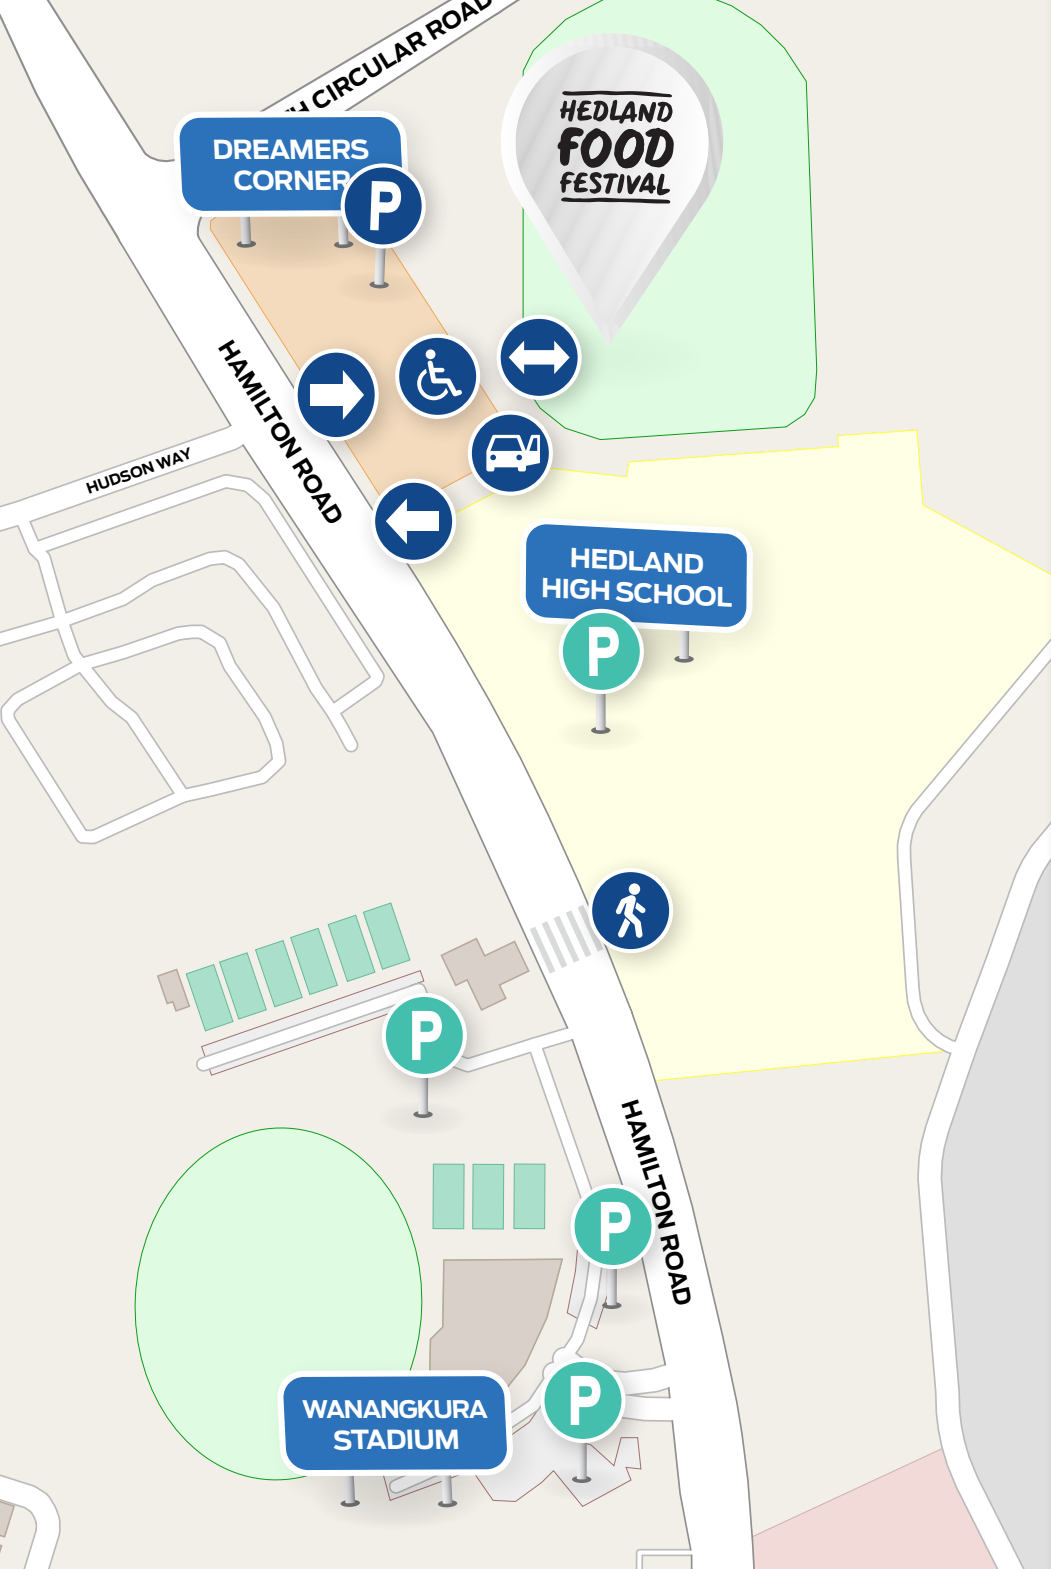 H CIRCULAR ROAD
HEDLAND
FOOD
FESTIVAL
DREAMERS
CORNER
P
HAMILTON ROAD
HUDSON WAY
HEDLAND
HIGH SCHOOL
P
P
HAMILTON ROAD
P
P
WANANGKURA
STADIUM